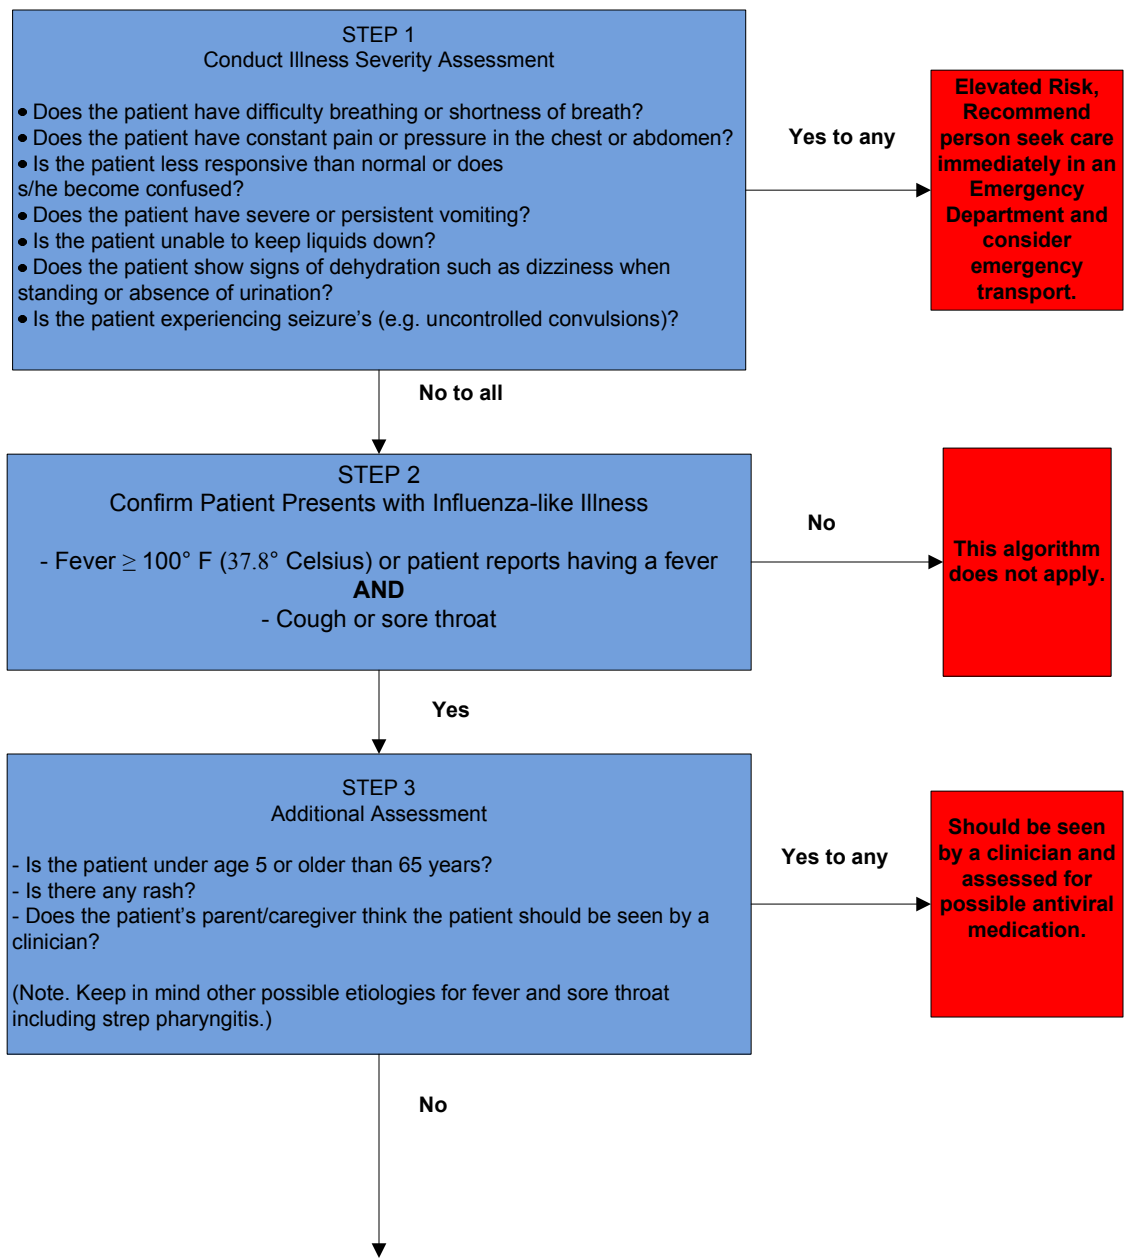 STEP 1
Conduct Illness Severity Assessment
• Does the patient have difficulty breathing or shortness of breath?
• Does the patient have constant pain or pressure in the chest or abdomen?
• Is the patient less responsive than normal or does
s/he become confused?
• Does the patient have severe or persistent vomiting?
• Is the patient unable to keep liquids down?
• Does the patient show signs of dehydration such as dizziness when
standing or absence of urination?
• Is the patient experiencing seizure's (e.g. uncontrolled convulsions)?
Yes to any
Elevated Risk,
Recommend
person seek care
immediately in an
Emergency
Department and
consider
emergency
transport.
No to all
STEP 2
Confirm Patient Presents with Influenza-like Illness
- Fever ≥ 100° F (37.8° Celsius) or patient reports having a fever
AND
- Cough or sore throat
No
This algorithm
does not apply.
Yes
STEP 3
Additional Assessment
- Is the patient under age 5 or older than 65 years?
- Is there any rash?
- Does the patient's parent/caregiver think the patient should be seen by a
clinician?
(Note. Keep in mind other possible etiologies for fever and sore throat
including strep pharyngitis.)
Yes to any
Should be seen
by a clinician and
assessed for
possible antiviral
medication.
No